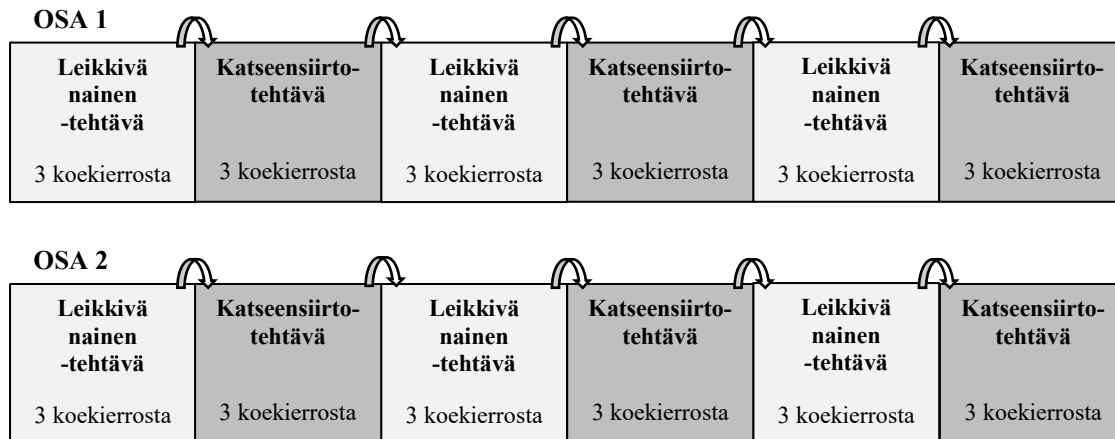 OSA 1
Leikkivä
nainen
-tehtävä
3 koekierrosta
Katseensiirto-
tehtävä
3 koekierrosta
Leikkivä
nainen
-tehtävä
3 koekierrosta
Katseensiirto-
tehtävä
3 koekierrosta
Leikkivä
nainen
-tehtävä
3 koekierrosta
Katseensiirto-
tehtävä
3 koekierrosta
OSA 2
Leikkivä
nainen
-tehtävä
3 koekierrosta
Katseensiirto-
tehtävä
3 koekierrosta
Leikkivä
nainen
-tehtävä
3 koekierrosta
Katseensiirto-
tehtävä
3 koekierrosta
Leikkivä
nainen
-tehtävä
3 koekierrosta
Katseensiirto-
tehtävä
3 koekierrosta